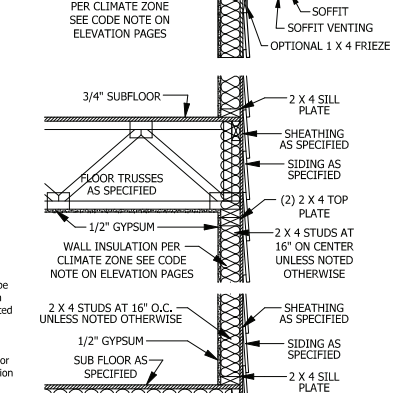 PER CLIMATE ZONE
SEE CODE NOTE ON
ELEVATION PAGES
SOFFIT
SOFFIT VENTING
OPTIONAL 1 X 4 FRIEZE
3/4" SUBFLOOR
2 X 4 SILL
PLATE
SHEATHING
AS SPECIFIED
SIDING AS
SPECIFIED
FLOOR TRUSSES
AS SPECIFIED
(2) 2 X 4 TOP
PLATE
1/2" GYPSUM
2 X 4 STUDS AT
16" ON CENTER
UNLESS NOTED
OTHERWISE
WALL INSULATION PER
CLIMATE ZONE SEE CODE
NOTE ON ELEVATION PAGES
2 X 4 STUDS AT 16" O.C.
UNLESS NOTED OTHERWISE
SHEATHING
AS SPECIFIED
1/2" GYPSUM
SIDING AS
SPECIFIED
SUB FLOOR AS
SPECIFIED
2 X 4 SILL
PLATE